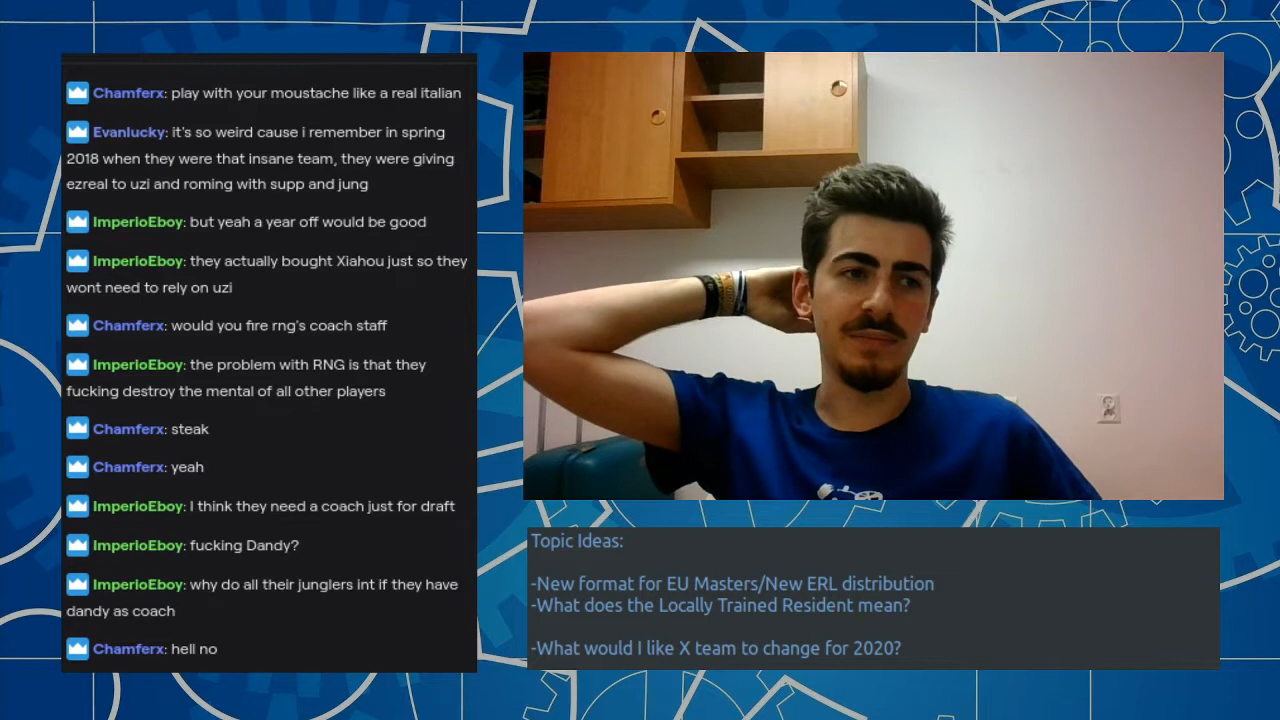 Chamferx: play with your moustache like a real italian
Evanlucky: it's so weird cause i remember in spring
2018 when they were that insane team, they were giving
ezreal to uzi and roming with supp and jung
ImperioEboy: but yeah a year off would be good
ImperioEboy: they actually bought Xiahou just so they
wont need to rely on uzi
Chamferx: would you fire rng's coach staff
ImperioEboy: the problem with RNG is that they
fucking destroy the mental of all other players
Chamferx: steak
Chamferx: yeah
ImperioEboy: I think they need a coach just for draft
ImperioEboy: fucking Dandy?
ImperioEboy: why do all their junglers int if they have
dandy as coach
Chamferx: hell no
Topic Ideas:
-New format for EU Masters/New ERL distribution
-What does the Locally Trained Resident mean?
-What would I like X team to change for 2020?